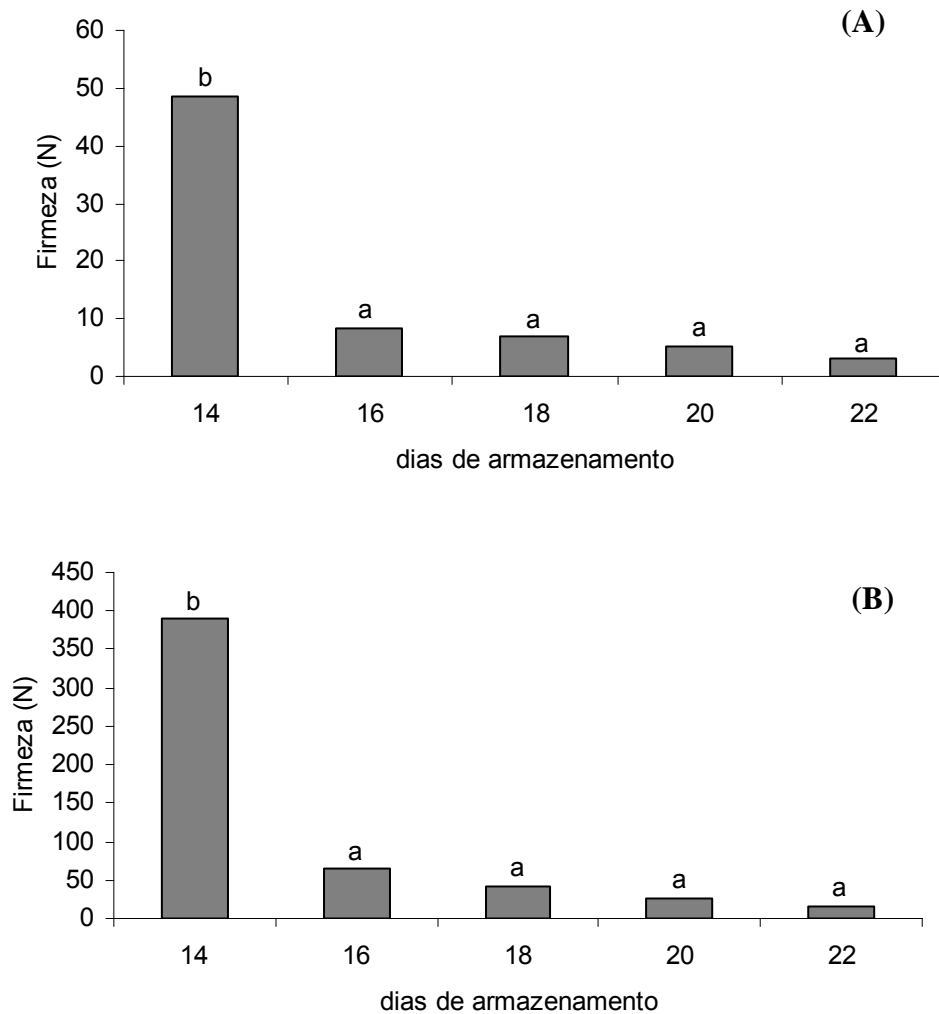 (A)
60
50
40
30
20
10
0
Firmeza (N)
b
a
a
a
a
14 16 18 20 22
dias de armazenamento
(B)
450
400
350
300
250
200
150
100
50
0
Firmeza (N)
b
a
a
a
a
14 16 18 20 22
dias de armazenamento